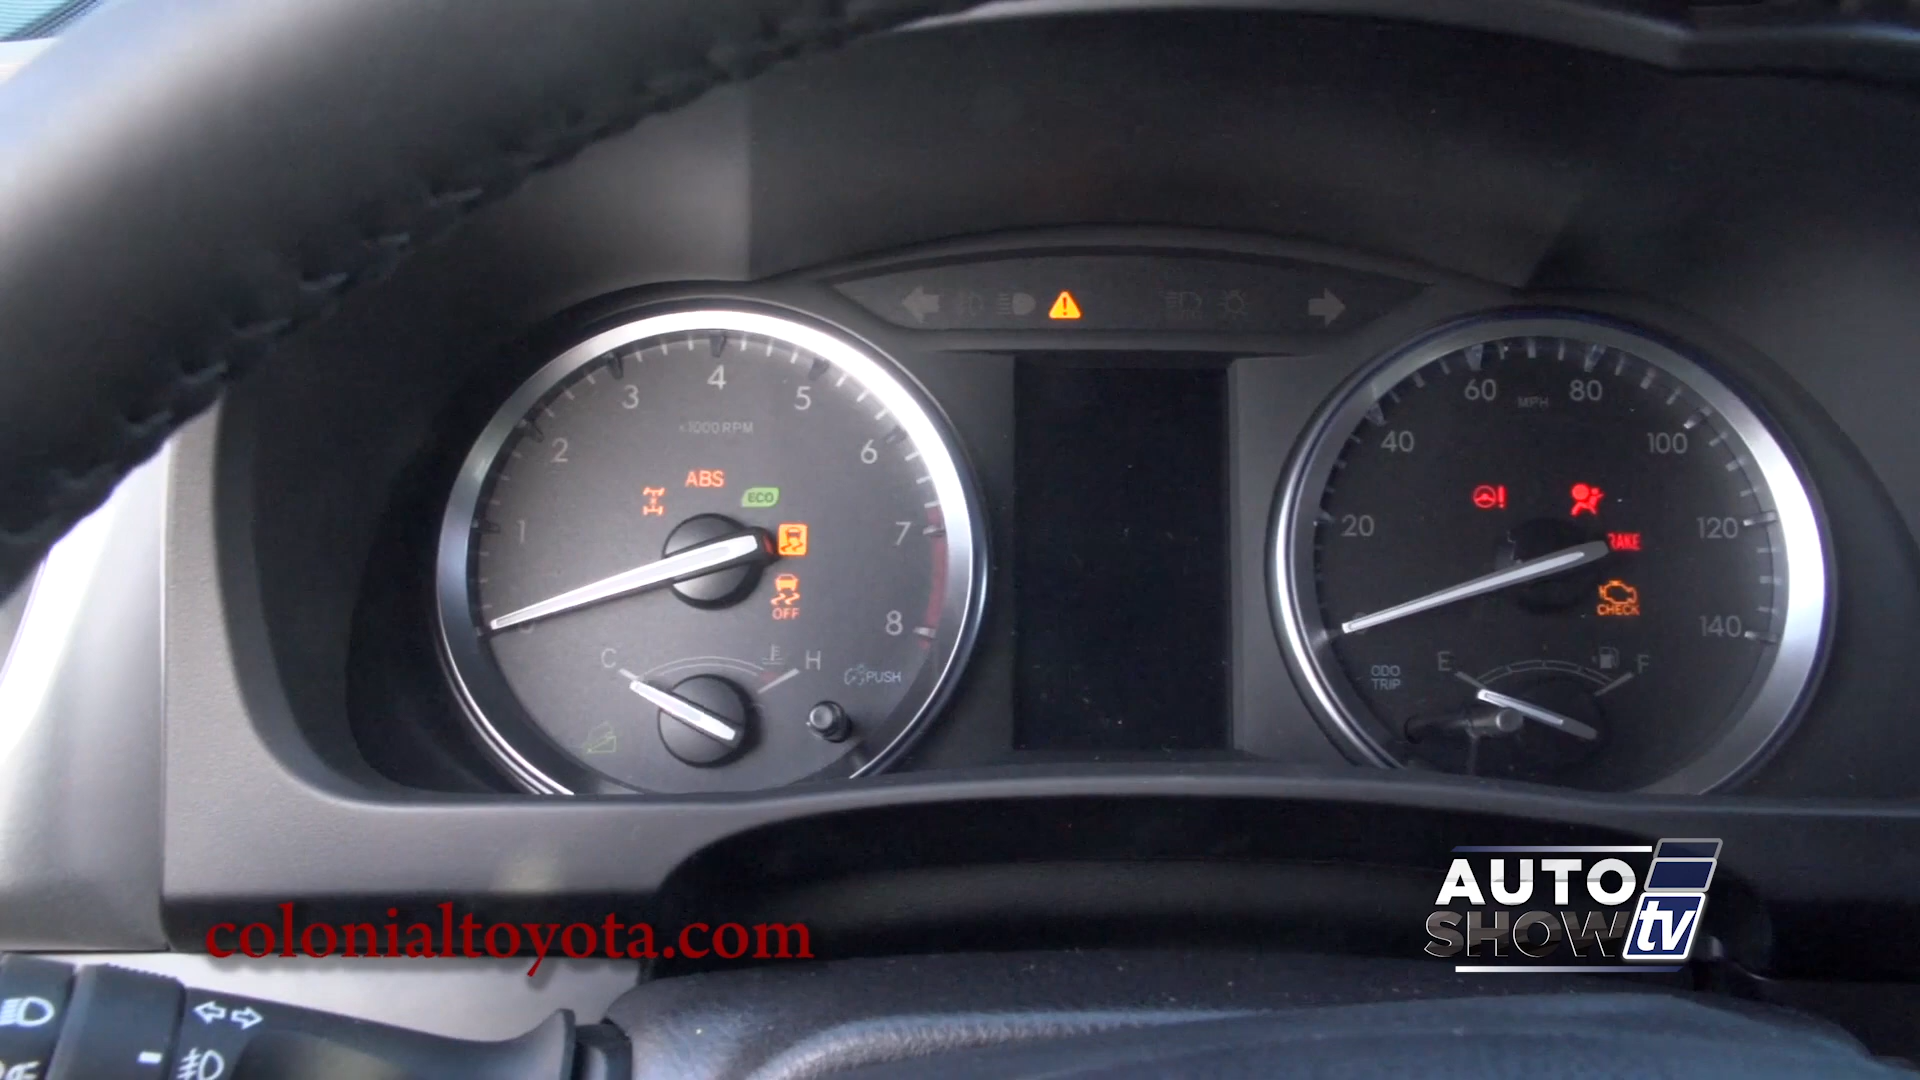 4
3
5
×1000 RPM
2
6
ABS
ECO
1
7
OFF
8
C
H
PUSH
60
MPH
80
40
100
20
120
RAKE
CHECK
140
E
F
ODO
TRIP
AUTO
SHOW
tv
colonialtoyota.com